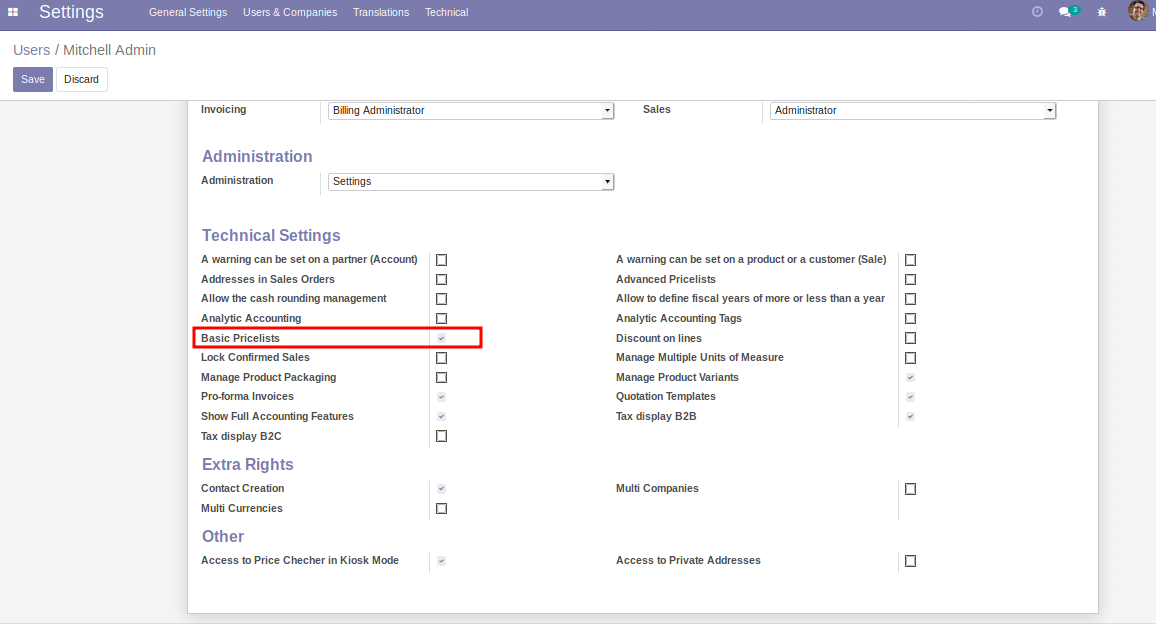 Settings General Settings Users & Companies Translations Technical 3
Users / Mitchell Admin
Save Discard
Invoicing Billing Administrator Sales Administrator
Administration
Administration Settings
Technical Settings
A warning can be set on a partner (Account) A warning can be set on a product or a customer (Sale)
Addresses in Sales Orders Advanced Pricelists
Allow the cash rounding management Allow to define fiscal years of more or less than a year
Analytic Accounting Analytic Accounting Tags
Basic Pricelists Discount on lines
Lock Confirmed Sales Manage Multiple Units of Measure
Manage Product Packaging Manage Product Variants
Pro-forma Invoices Quotation Templates
Show Full Accounting Features Tax display B2B
Tax display B2C
Extra Rights
Contact Creation Multi Companies
Multi Currencies
Other
Access to Price Checher in Kiosk Mode Access to Private Addresses